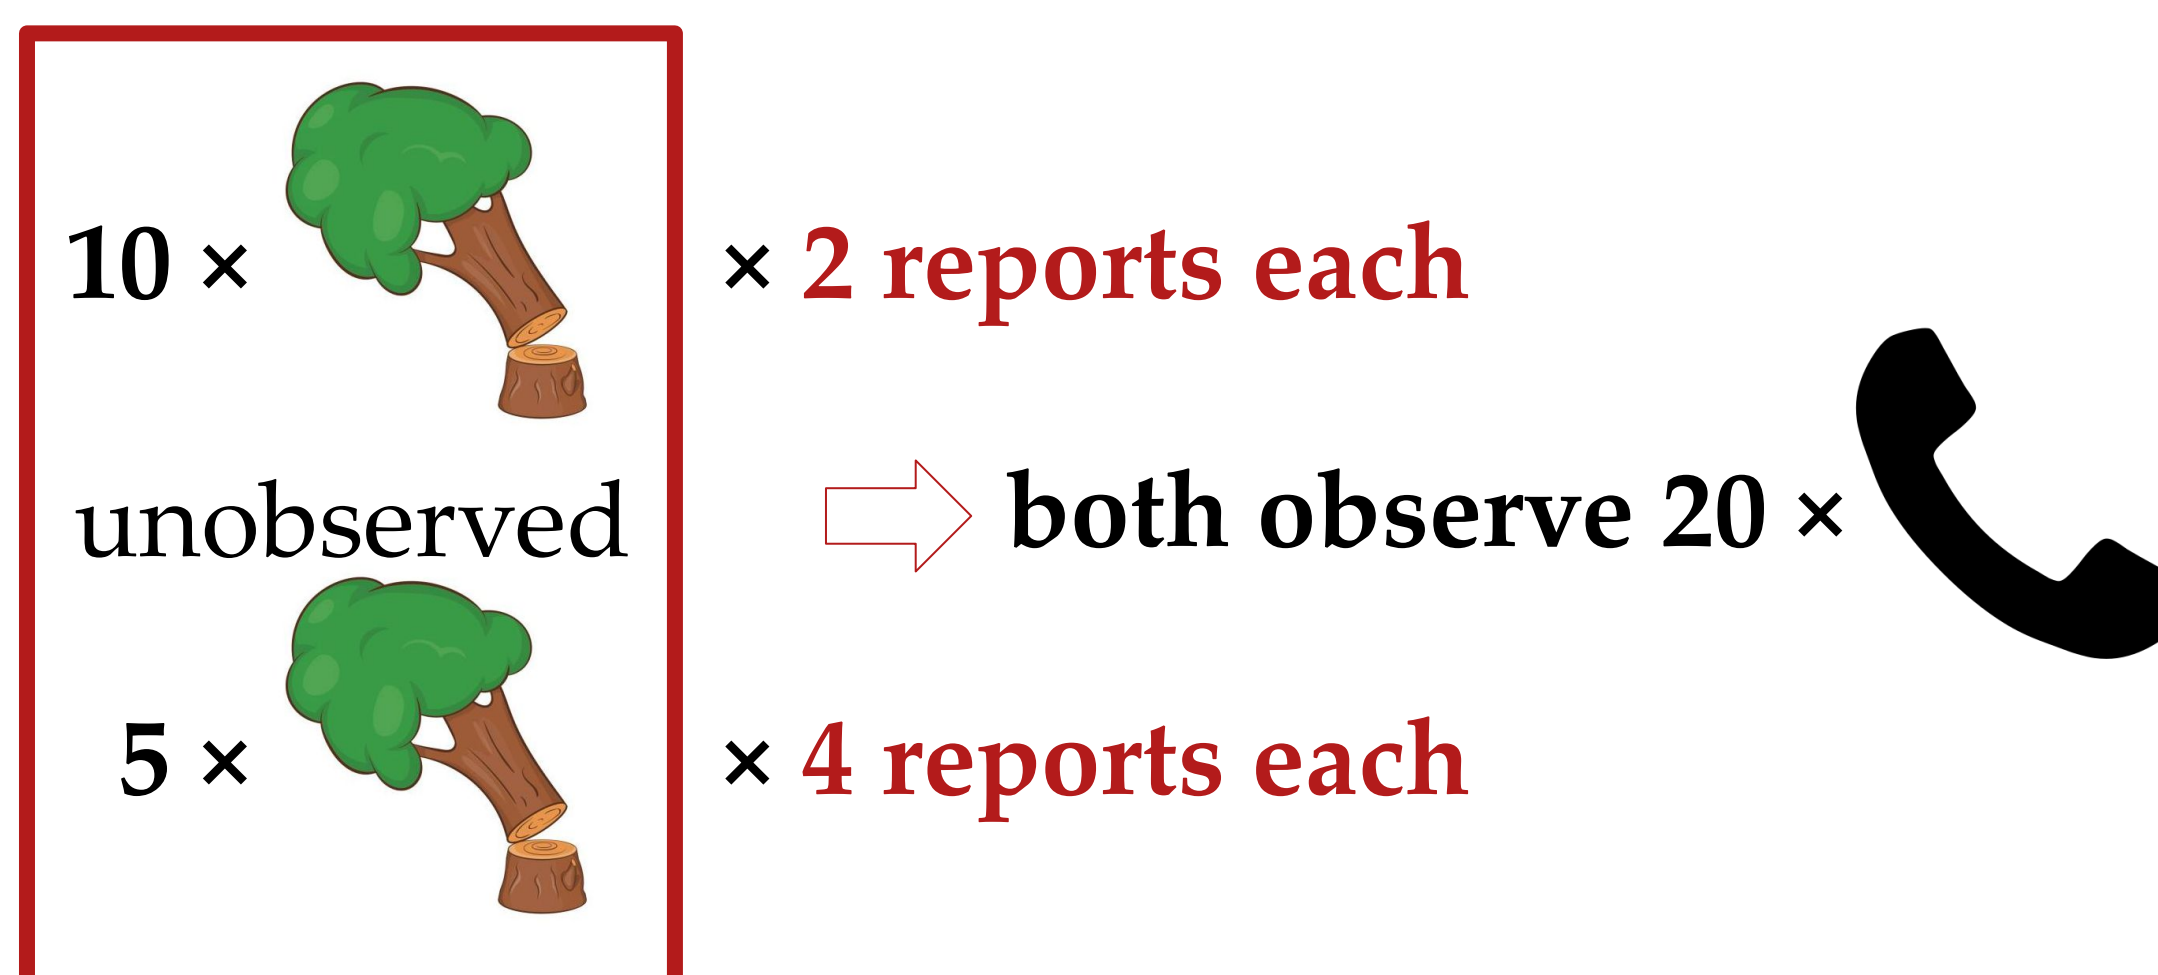 10 × × 2 reports each
unobserved both observe 20 ×
5 × × 4 reports each